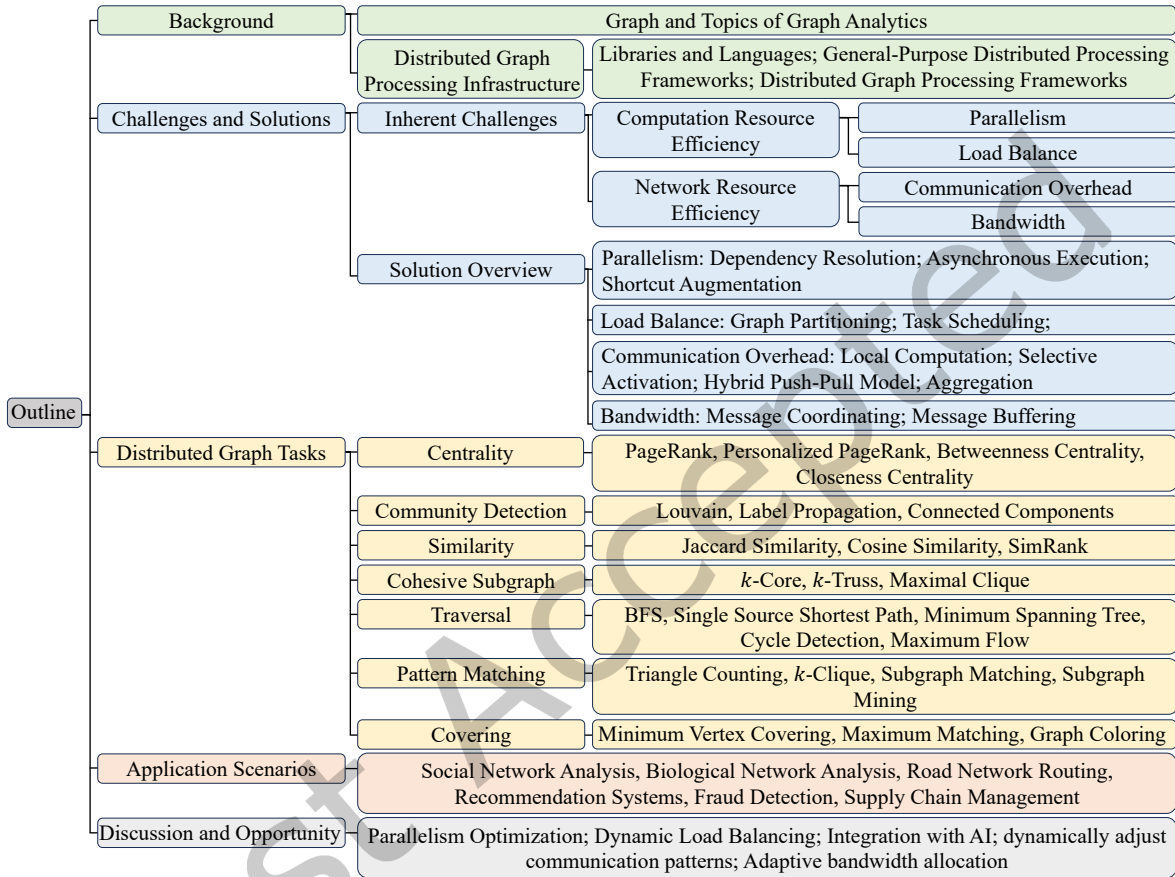 Background
Graph and Topics of Graph Analytics
Distributed Graph
Processing Infrastructure
Libraries and Languages; General-Purpose Distributed Processing
Frameworks; Distributed Graph Processing Frameworks
Challenges and Solutions
Inherent Challenges
Computation Resource
Efficiency
Parallelism
Load Balance
Network Resource
Efficiency
Communication Overhead
Bandwidth
Solution Overview
Parallelism: Dependency Resolution; Asynchronous Execution;
Shortcut Augmentation
Load Balance: Graph Partitioning; Task Scheduling;
Communication Overhead: Local Computation; Selective
Activation; Hybrid Push-Pull Model; Aggregation
Bandwidth: Message Coordinating; Message Buffering
Outline
Distributed Graph Tasks
Centrality
PageRank, Personalized PageRank, Betweenness Centrality,
Closeness Centrality
Community Detection
Louvain, Label Propagation, Connected Components
Similarity
Jaccard Similarity, Cosine Similarity, SimRank
Cohesive Subgraph
k-Core, k-Truss, Maximal Clique
Traversal
BFS, Single Source Shortest Path, Minimum Spanning Tree,
Cycle Detection, Maximum Flow
Pattern Matching
Triangle Counting, k-Clique, Subgraph Matching, Subgraph
Mining
Covering
Minimum Vertex Covering, Maximum Matching, Graph Coloring
Application Scenarios
Social Network Analysis, Biological Network Analysis, Road Network Routing,
Recommendation Systems, Fraud Detection, Supply Chain Management
Discussion and Opportunity
Parallelism Optimization; Dynamic Load Balancing; Integration with AI; dynamically adjust
communication patterns; Adaptive bandwidth allocation
st Accepted